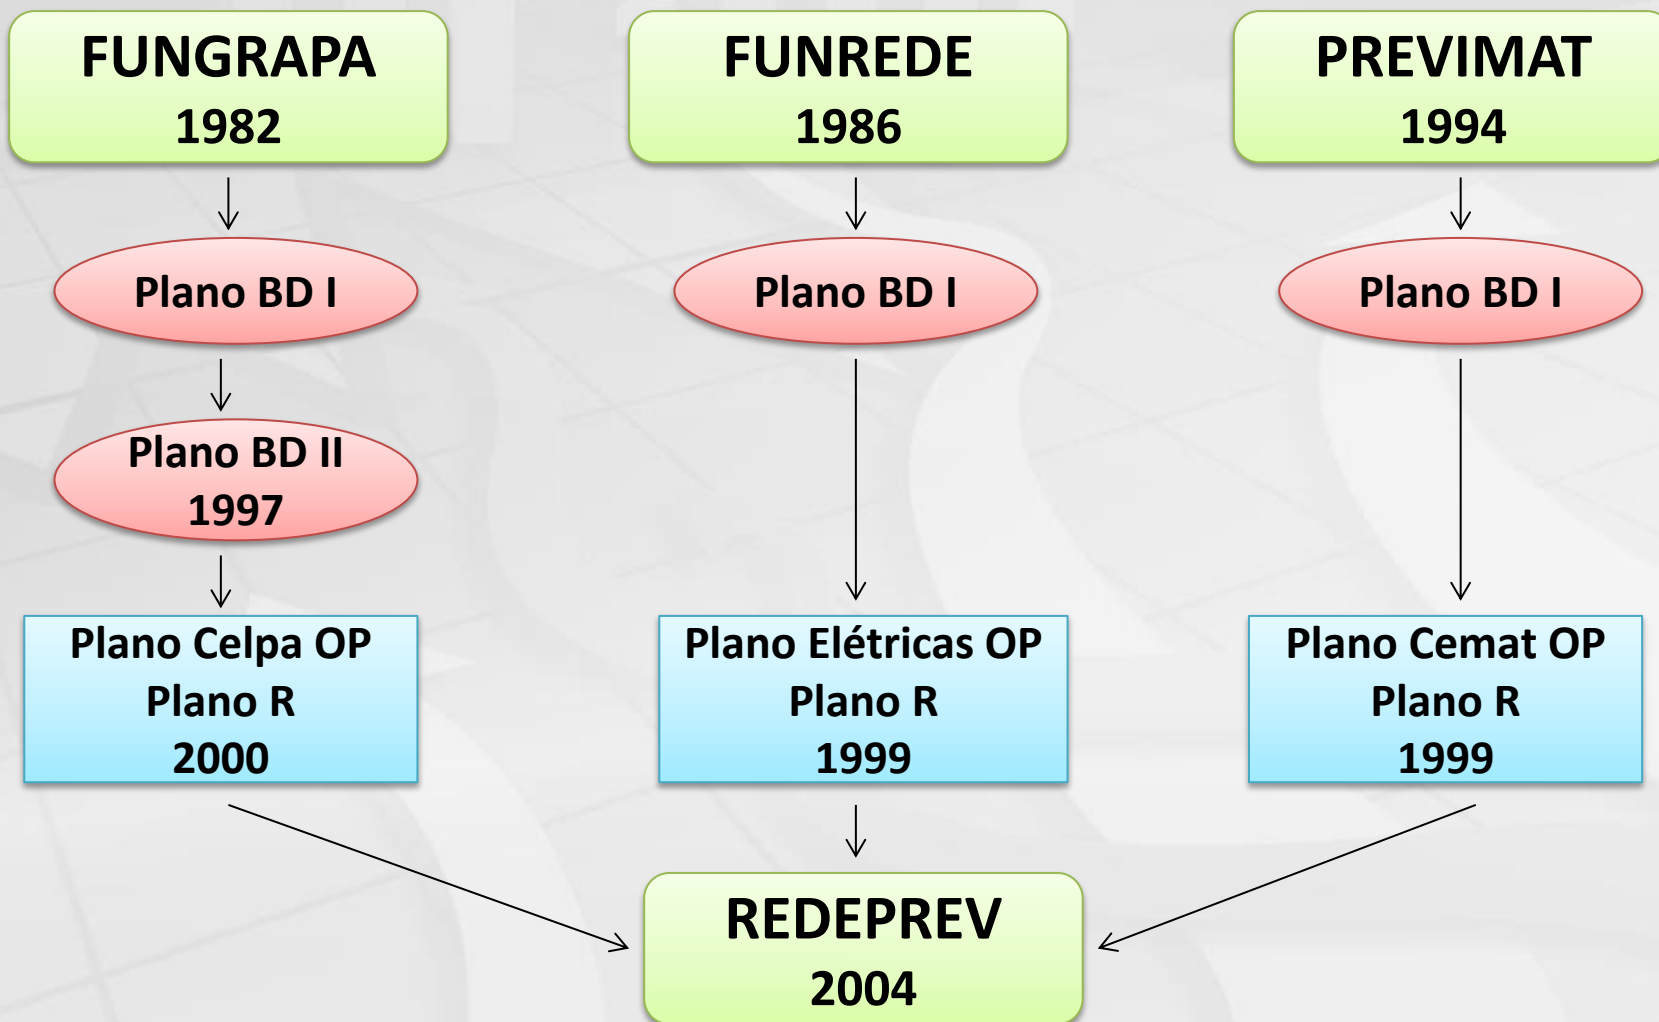 FUNGRAPA
1982
FUNREDE
1986
PREVIMAT
1994
Plano BD I
Plano BD I
Plano BD I
Plano BD II
1997
Plano Celpa OP
Plano R
2000
Plano Elétricas OP
Plano R
1999
Plano Cemat OP
Plano R
1999
REDEPREV
2004